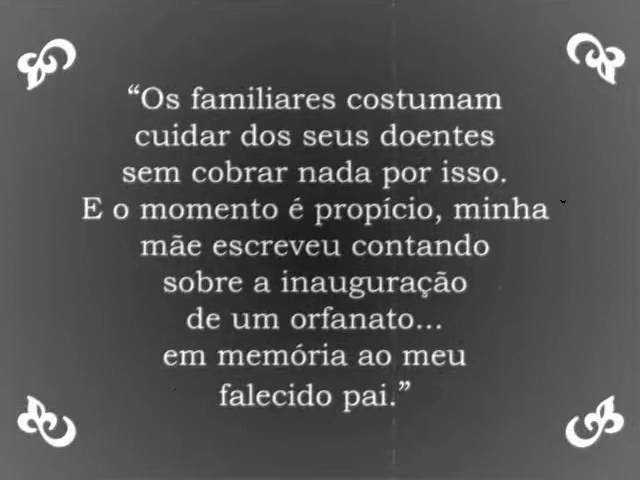 “Os familiares costumam
cuidar dos seus doentes
sem cobrar nada por isso.
E o momento é propício, minha
mãe escreveu contando
sobre a inauguração
de um orfanato...
em memória ao meu
falecido pai.”